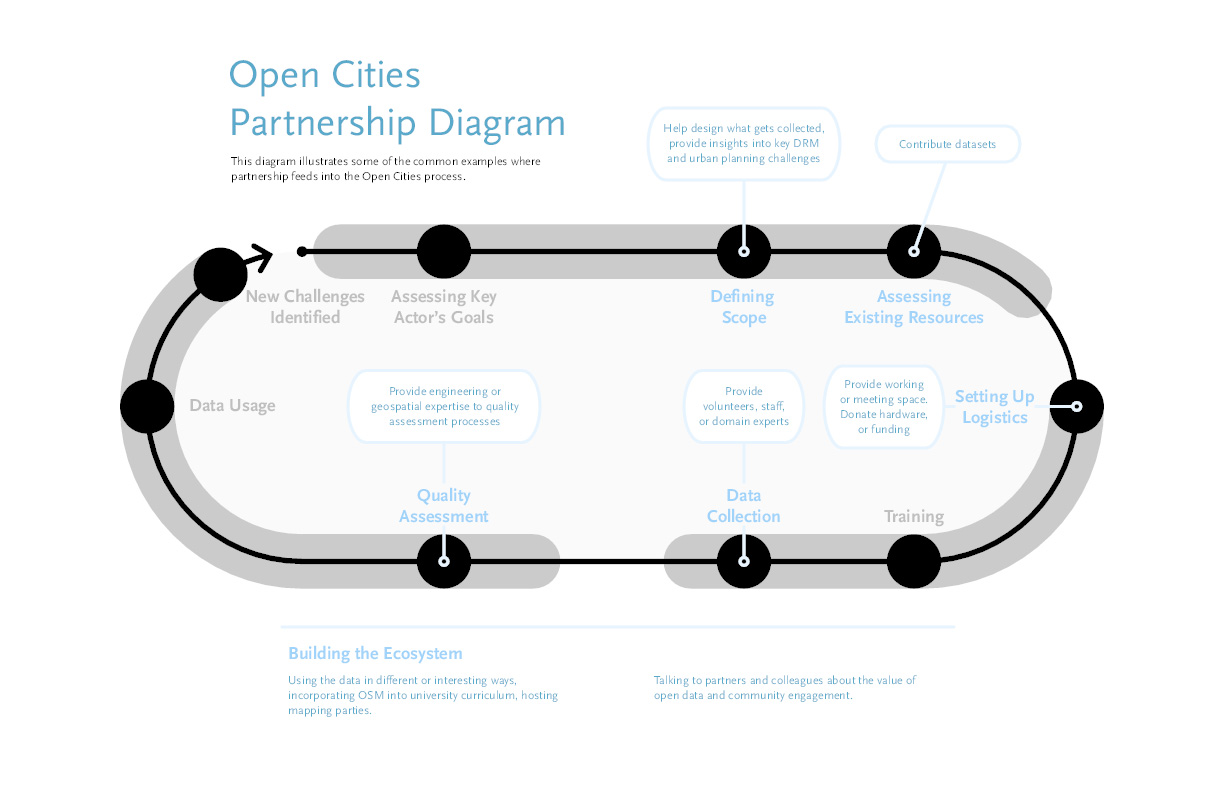 Open Cities
Partnership Diagram
This diagram illustrates some of the common examples where
partnership feeds into the Open Cities process.
Help design what gets collected,
provide insights into key DRM
and urban planning challenges
Contribute datasets
New Challenges
Identified
Assessing Key
Actor's Goals
Defining
Scope
Assessing
Existing Resources
Data Usage
Provide engineering or
geospatial expertise to quality
assessment processes
Provide
volunteers, staff,
or domain experts
Provide working
or meeting space.
Donate hardware,
or funding
Setting Up
Logistics
Quality
Assessment
Data
Collection
Training
Building the Ecosystem
Using the data in different or interesting ways,
incorporating OSM into university curriculum, hosting
mapping parties.
Talking to partners and colleagues about the value of
open data and community engagement.